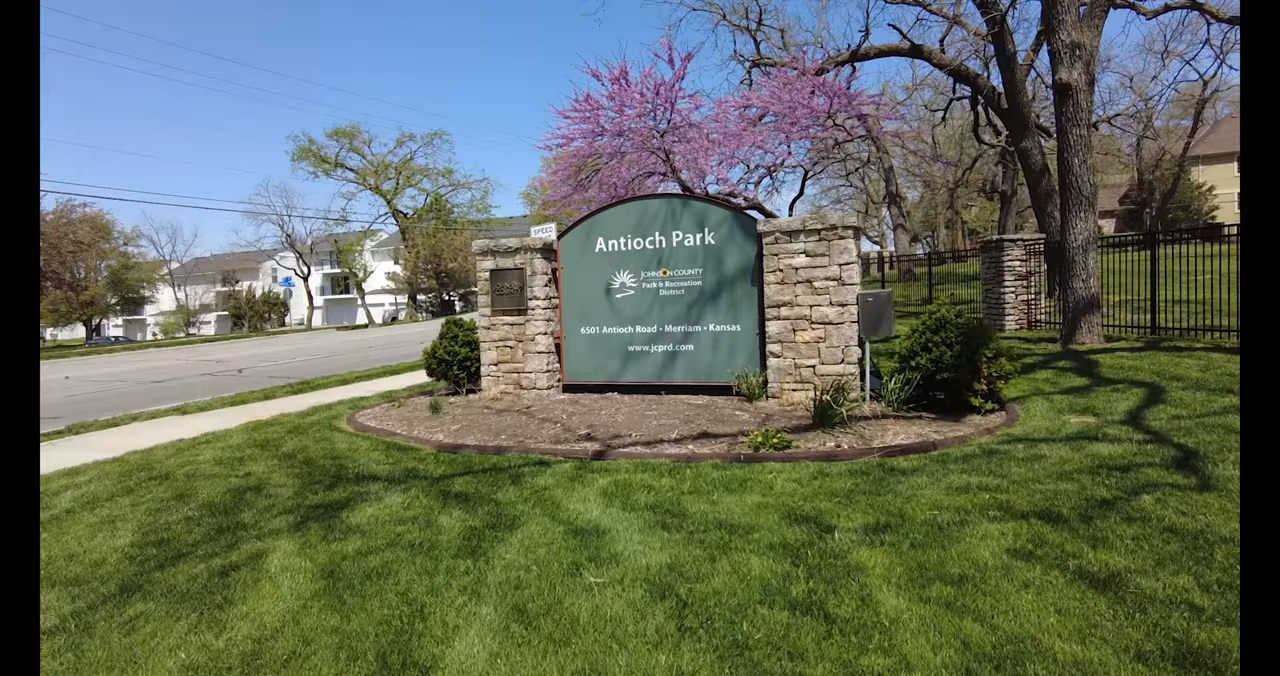 SPEED
Antioch Park
JOHNSON COUNTY
Park & Recreation
District
6501 Antioch Road • Merriam • Kansas
www.jcprd.com